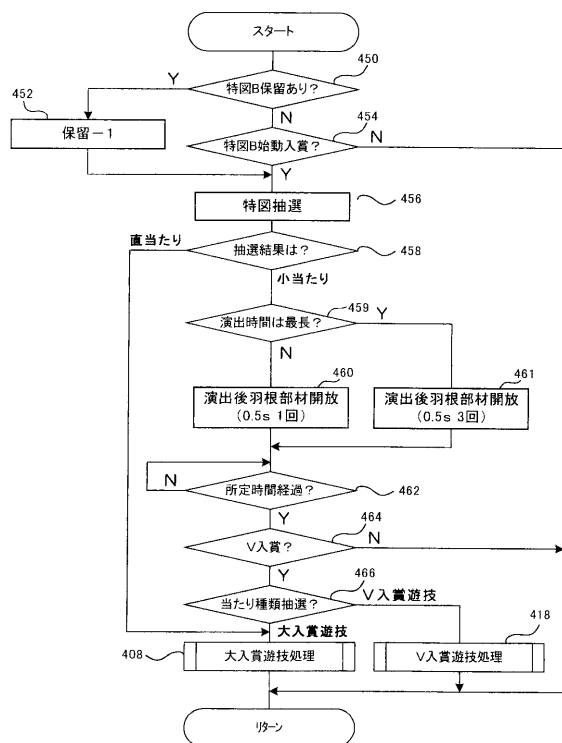 スタート
450
特図B保留あり?
Y
N
452
保留-1
454
特図B始動入賞?
N
Y
特図抽選
456
直当たり
抽選結果は?
458
小当たり
459
演出時間は最長?
Y
N
460
演出後羽根部材開放
(0.5s 1回)
461
演出後羽根部材開放
(0.5s 3回)
N
所定時間経過?
462
Y
464
V入賞?
N
Y
466
当たり種類抽選?
V入賞遊技
大入賞遊技
408
大入賞遊技処理
418
V入賞遊技処理
リターン